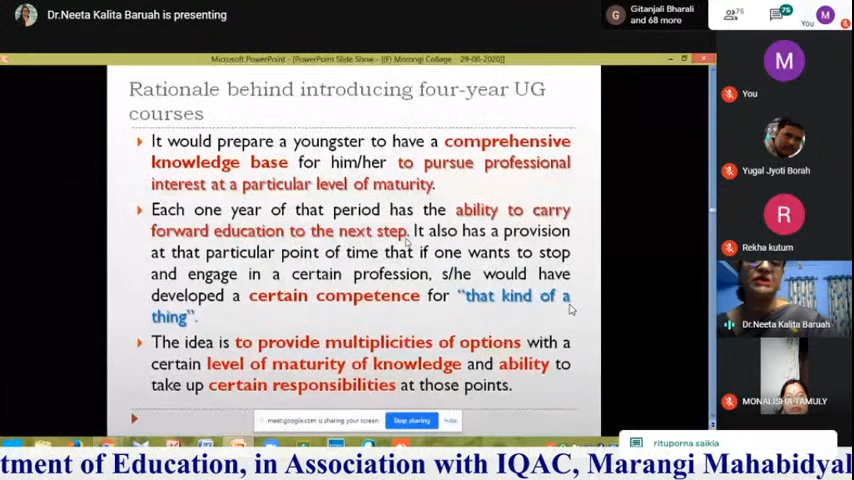 Dr.Neeta Kalita Baruah is presenting
Gitanjali Bharali
and 68 more
G
75
75
You
M
Microsoft PowerPoint - [PowerPoint Slide Show - [(F) Morangi College 29-08-2020]]
Rationale behind introducing four-year UG
courses
It would prepare a youngster to have a comprehensive
knowledge base for him/her to pursue professional
interest at a particular level of maturity.
Each one year of that period has the ability to carry
forward education to the next step. It also has a provision
at that particular point of time that if one wants to stop
and engage in a certain profession, s/he would have
developed a certain competence for "that kind of a
thing".
The idea is to provide multiplicities of options with a
certain level of maturity of knowledge and ability to
take up certain responsibilities at those points.
meet.google.com is sharing your screen.
Stop sharing
Hide
M
You
Yugal Jyoti Borah
R
Rekha kutum
Dr.Neeta Kalita Baruah
MONALISHA TAMULY
rituporna saikia
tment of Education, in Association with IQAC, Marangi Mahabidyal